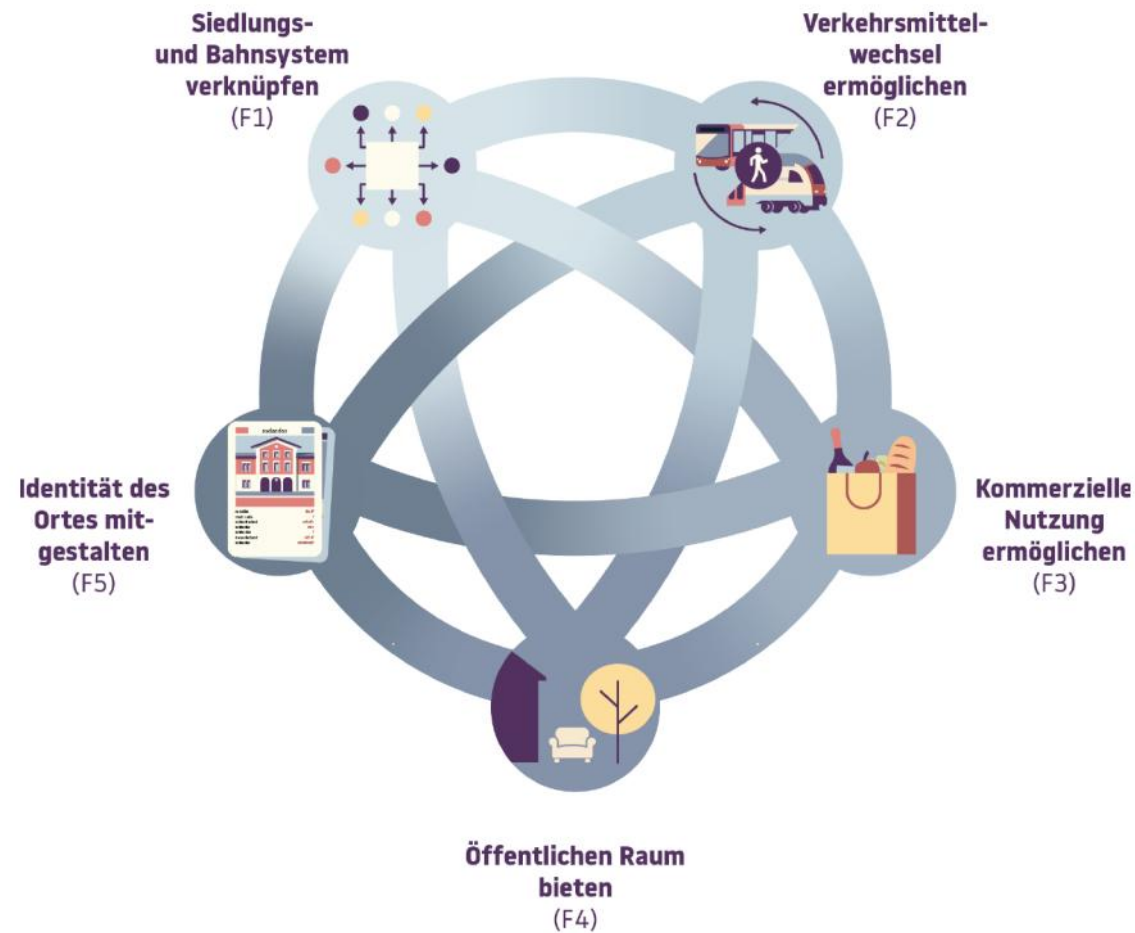 Siedlungs-
und Bahnsystem
verknüpfen
(F1)
Verkehrsmittel-
wechsel
ermöglichen
(F2)
Kommerzielle
Nutzung
ermöglichen
(F3)
Öffentlichen Raum
bieten
(F4)
Identität des
Ortes mit-
gestalten
(F5)